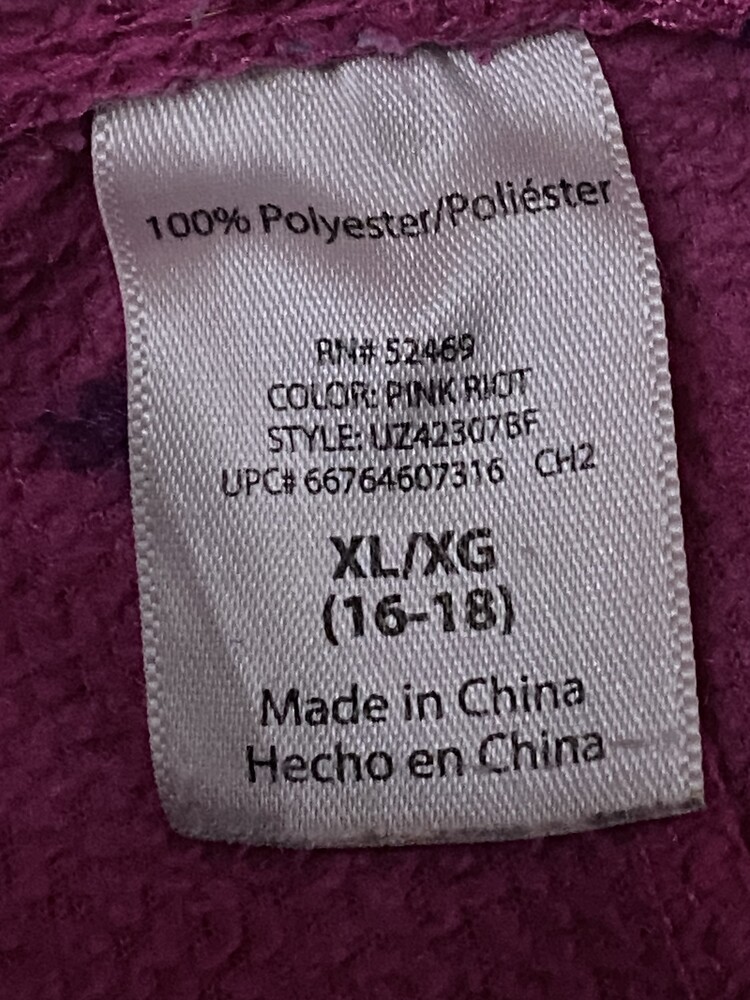 100% Polyester/Poliéster
RN# 52469
COLOR: PINK RIOT
STYLE: UZ42307BF
UPC# 66764607316 CH2
XL/XG
(16-18)
Made in China
Hecho en China